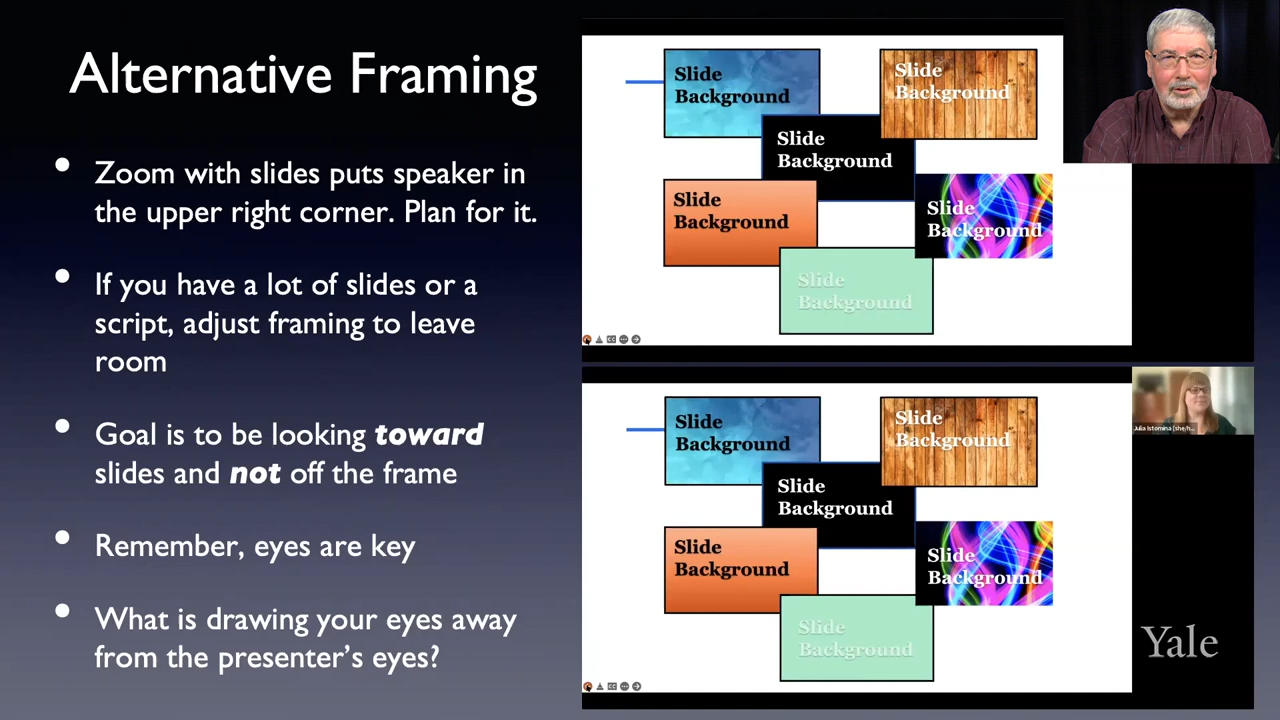 Alternative Framing
• Zoom with slides puts speaker in
the upper right corner. Plan for it.
• If you have a lot of slides or a
script, adjust framing to leave
room
• Goal is to be looking toward
slides and not off the frame
• Remember, eyes are key
• What is drawing your eyes away
from the presenter's eyes?
Slide
Background
Slide
Background
Slide
Background
Slide
Background
Slide
Background
Slide
Background
Slide
Background
Slide
Background
Slide
Background
Slide
Background
Slide
Background
Slide
Background
Julia Istomina (she/h...
Yale